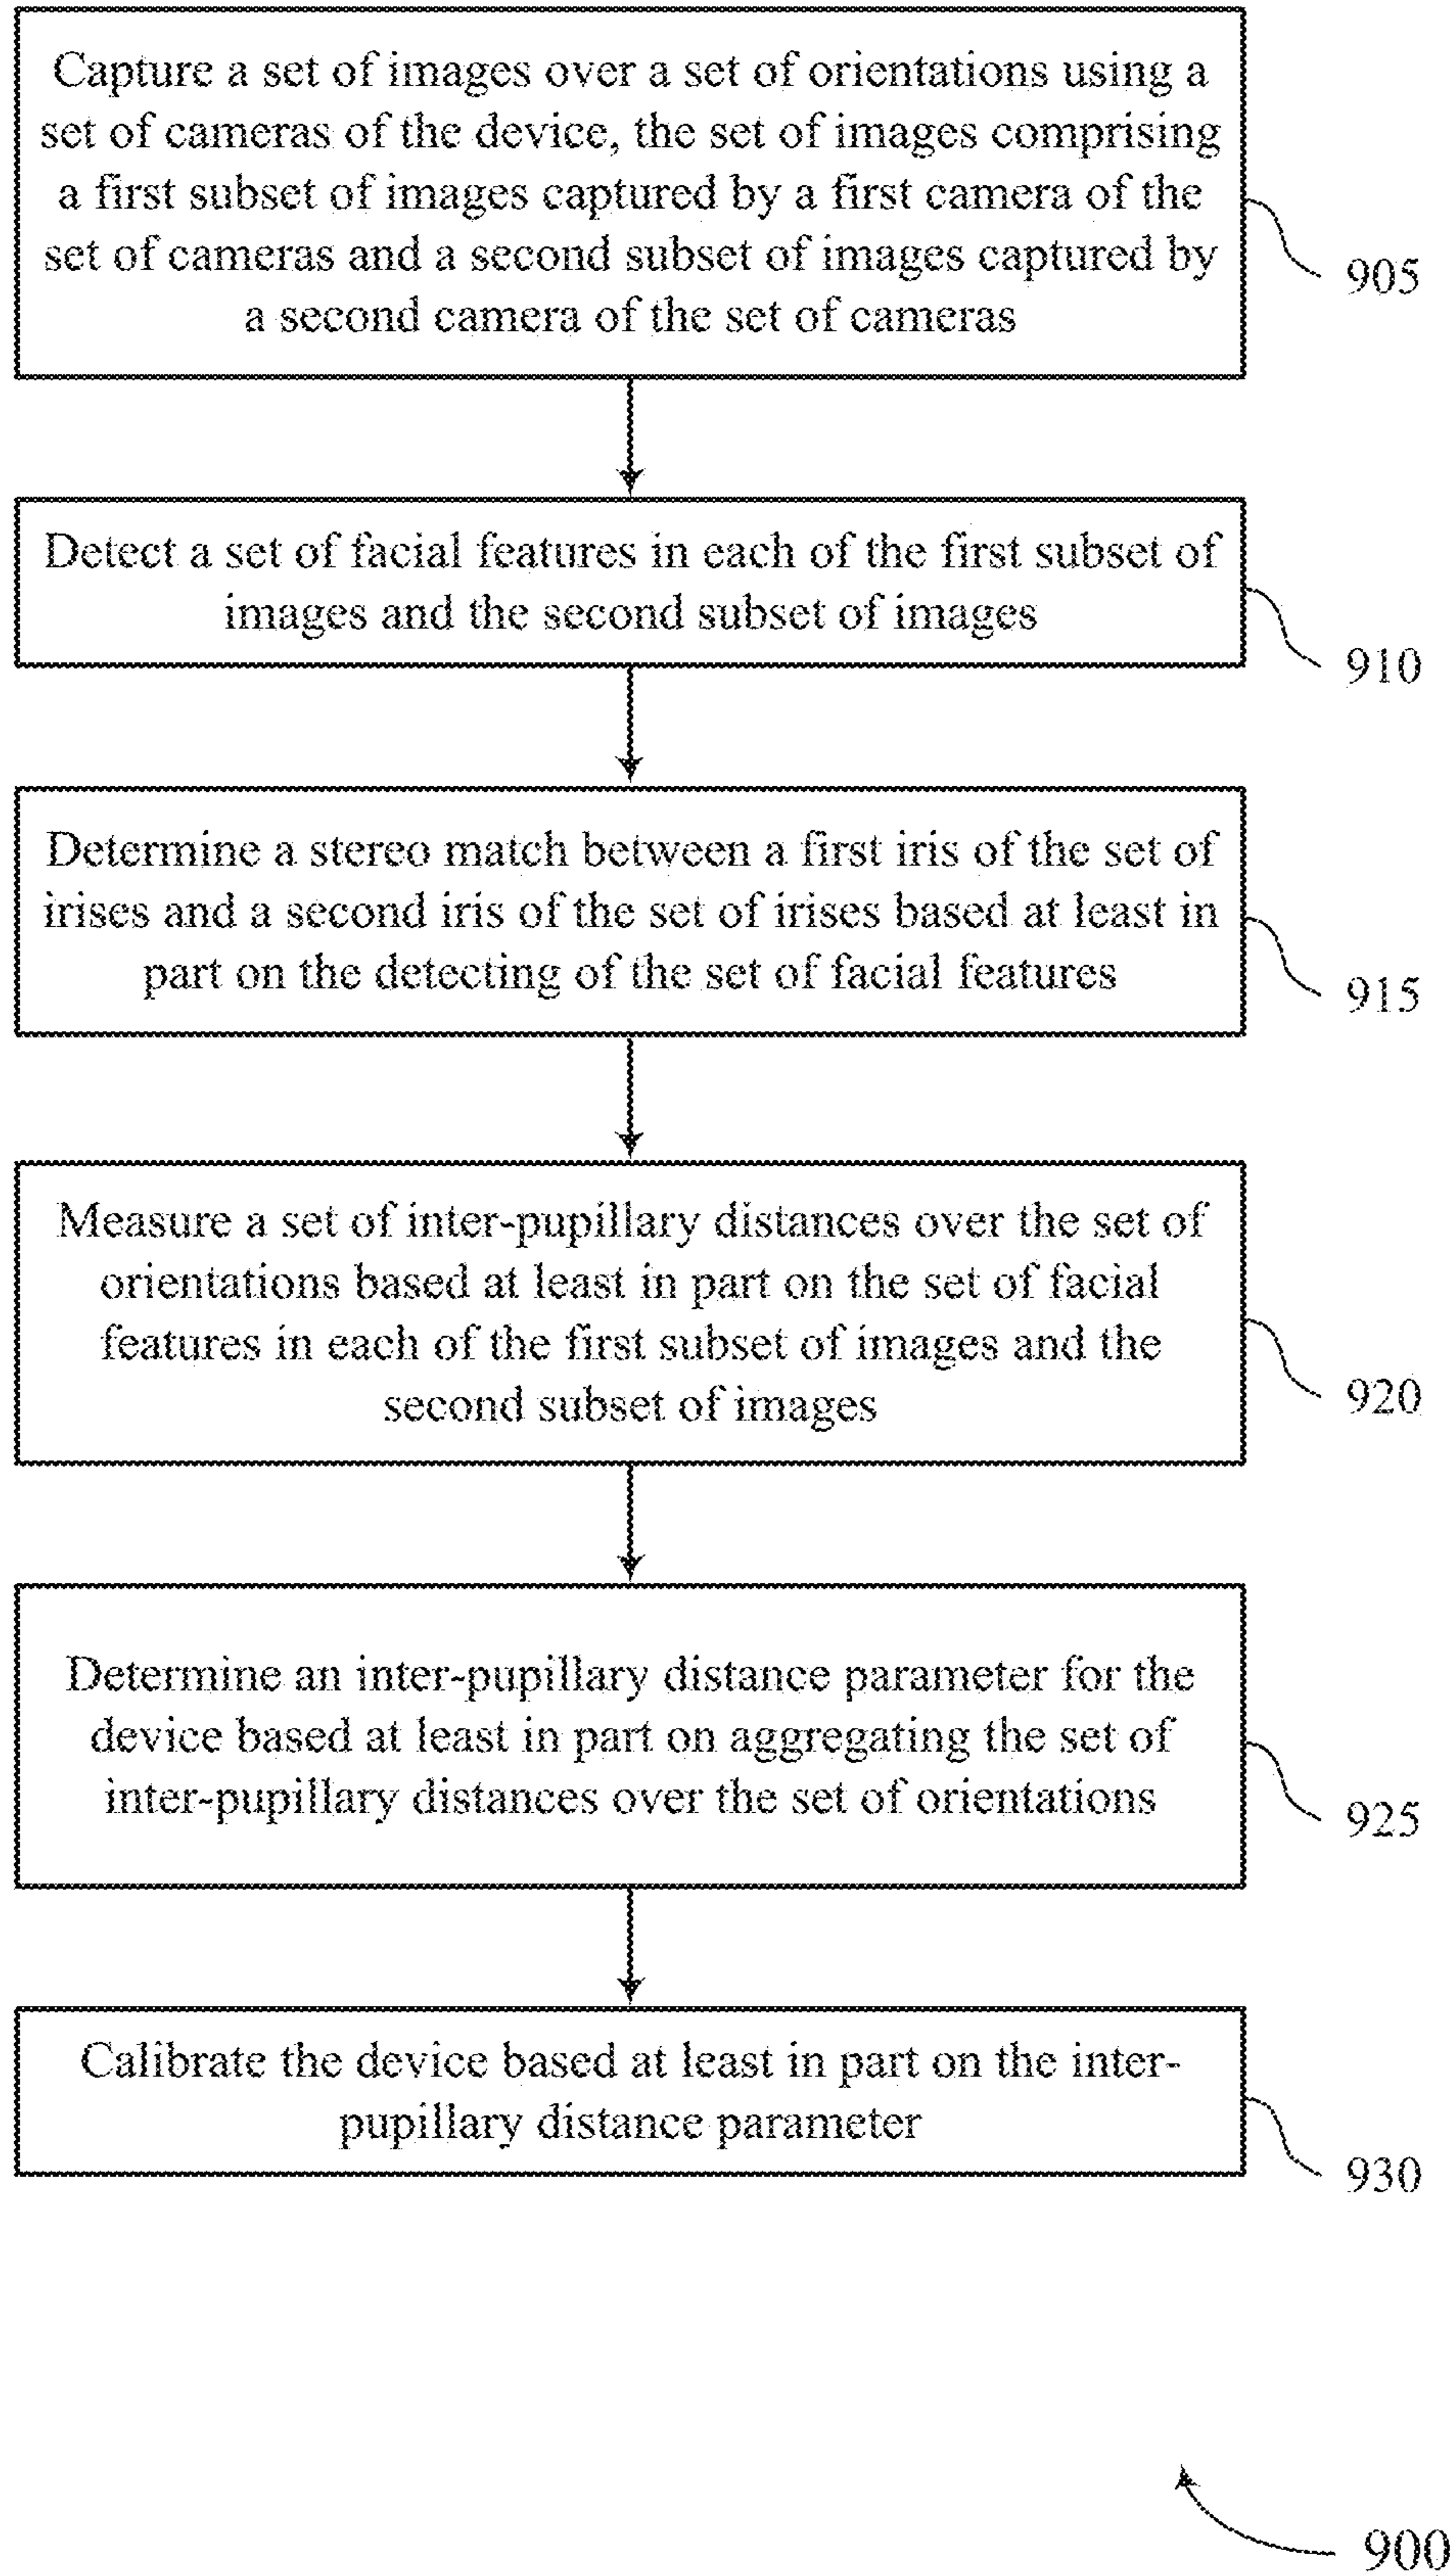 Capture a set of images over a set of orientations using a
set of cameras of the device, the set of images comprising
a first subset of images captured by a first camera of the
set of cameras and a second subset of images captured by
a second camera of the set of cameras
905
Detect a set of facial features in each of the first subset of
images and the second subset of images
910
Determine a stereo match between a first iris of the set of
irises and a second iris of the set of irises based at least in
part on the detecting of the set of facial features
915
Measure a set of inter-pupillary distances over the set of
orientations based at least in part on the set of facial
features in each of the first subset of images and the
second subset of images
920
Determine an inter-pupillary distance parameter for the
device based at least in part on aggregating the set of
inter-pupillary distances over the set of orientations
925
Calibrate the device based at least in part on the inter-
pupillary distance parameter
930
900